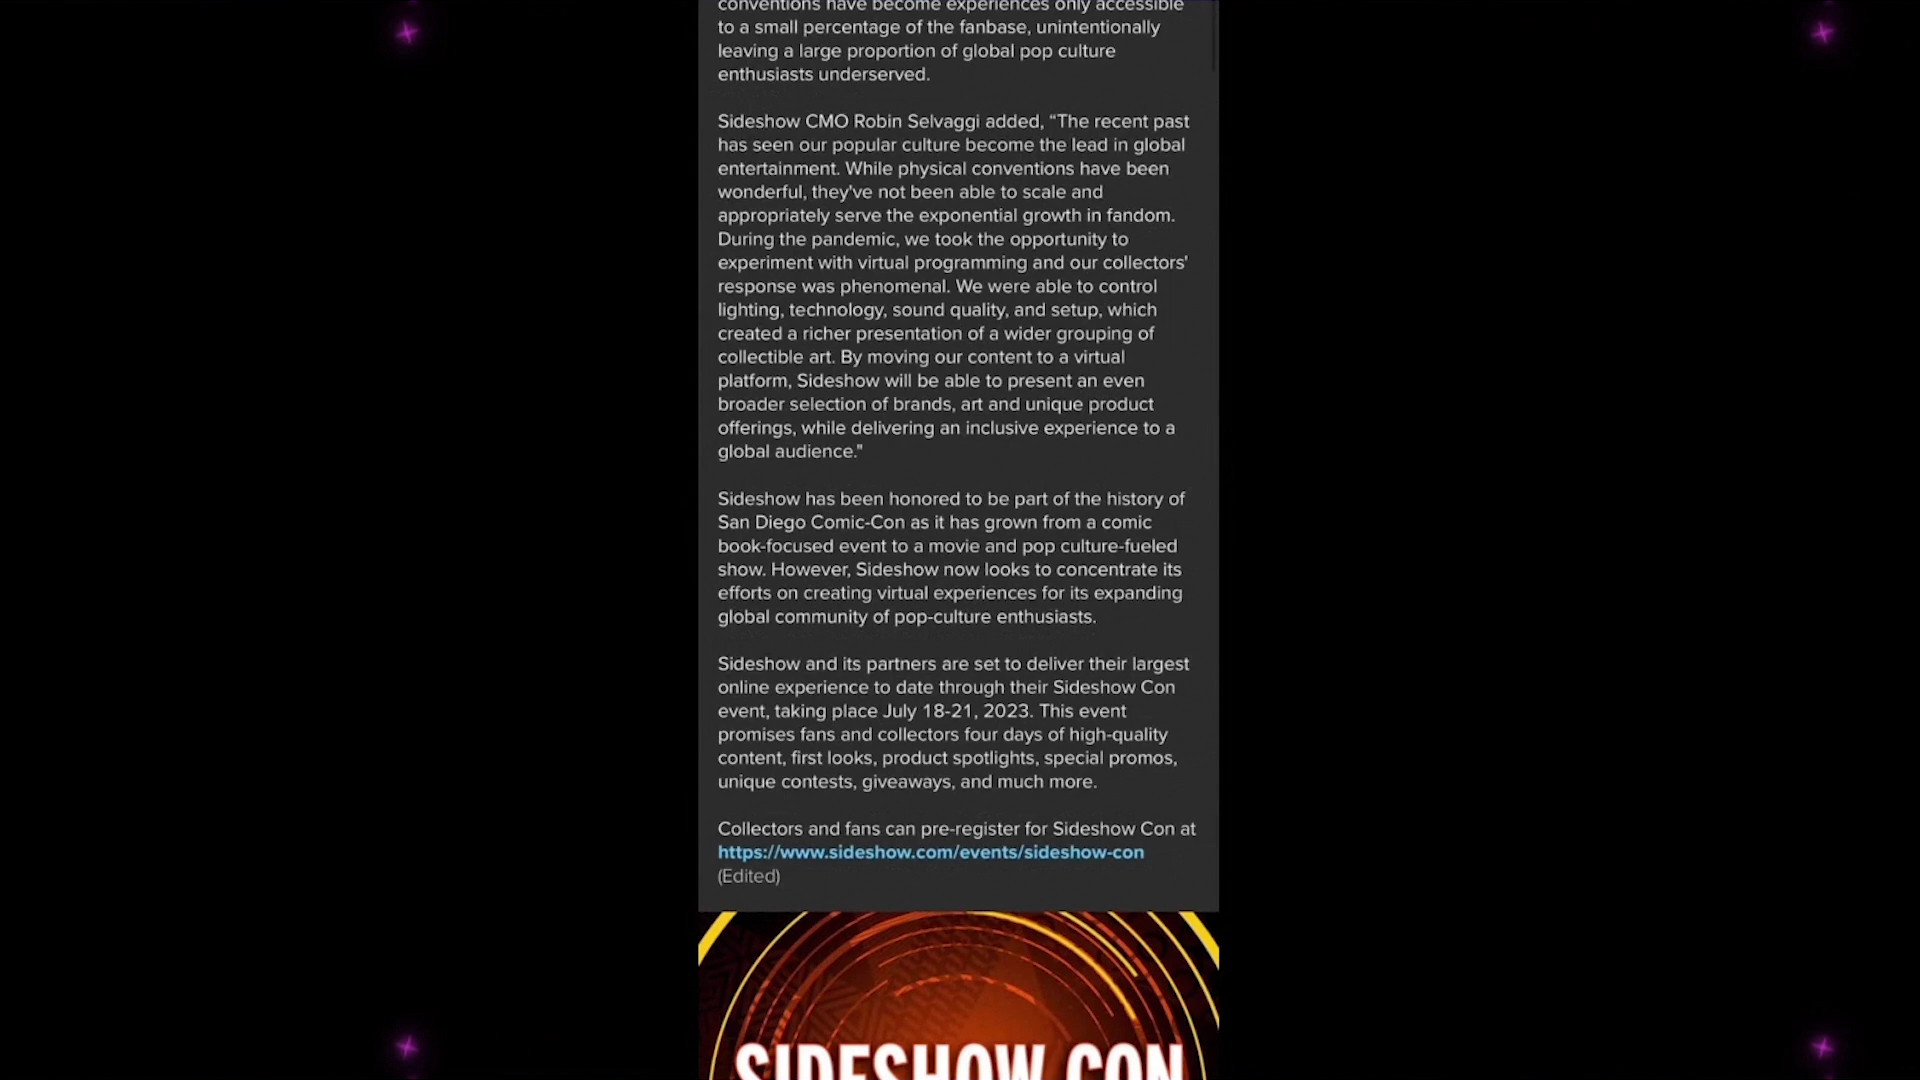 conventions have become experiences only accessible
to a small percentage of the fanbase, unintentionally
leaving a large proportion of global pop culture
enthusiasts underserved.
Sideshow CMO Robin Selvaggi added, “The recent past
has seen our popular culture become the lead in global
entertainment. While physical conventions have been
wonderful, they've not been able to scale and
appropriately serve the exponential growth in fandom.
During the pandemic, we took the opportunity to
experiment with virtual programming and our collectors'
response was phenomenal. We were able to control
lighting, technology, sound quality, and setup, which
created a richer presentation of a wider grouping of
collectible art. By moving our content to a virtual
platform, Sideshow will be able to present an even
broader selection of brands, art and unique product
offerings, while delivering an inclusive experience to a
global audience."
Sideshow has been honored to be part of the history of
San Diego Comic-Con as it has grown from a comic
book-focused event to a movie and pop culture-fueled
show. However, Sideshow now looks to concentrate its
efforts on creating virtual experiences for its expanding
global community of pop-culture enthusiasts.
Sideshow and its partners are set to deliver their largest
online experience to date through their Sideshow Con
event, taking place July 18-21, 2023. This event
promises fans and collectors four days of high-quality
content, first looks, product spotlights, special promos,
unique contests, giveaways, and much more.
Collectors and fans can pre-register for Sideshow Con at
https://www.sideshow.com/events/sideshow-con
(Edited)
SIDESHOW CON